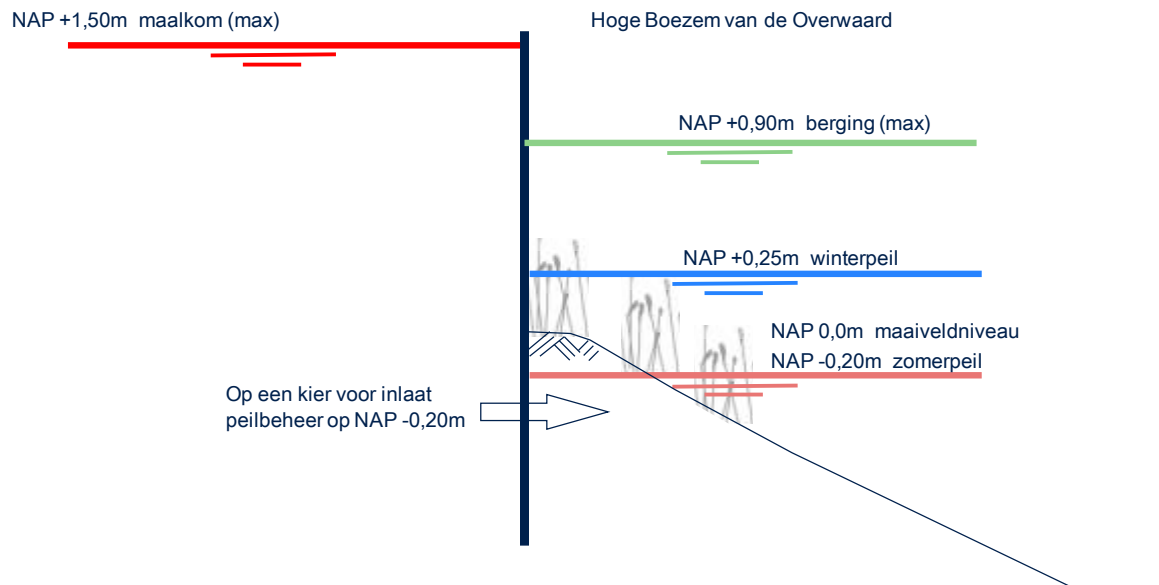 NAP +1,50m maalkom (max)
Hoge Boezem van de Overwaard
NAP +0,90m berging (max)
NAP +0,25m winterpeil
NAP 0,0m maaiveldniveau
NAP -0,20m zomerpeil
Op een kier voor inlaat
peilbeheer op NAP -0,20m